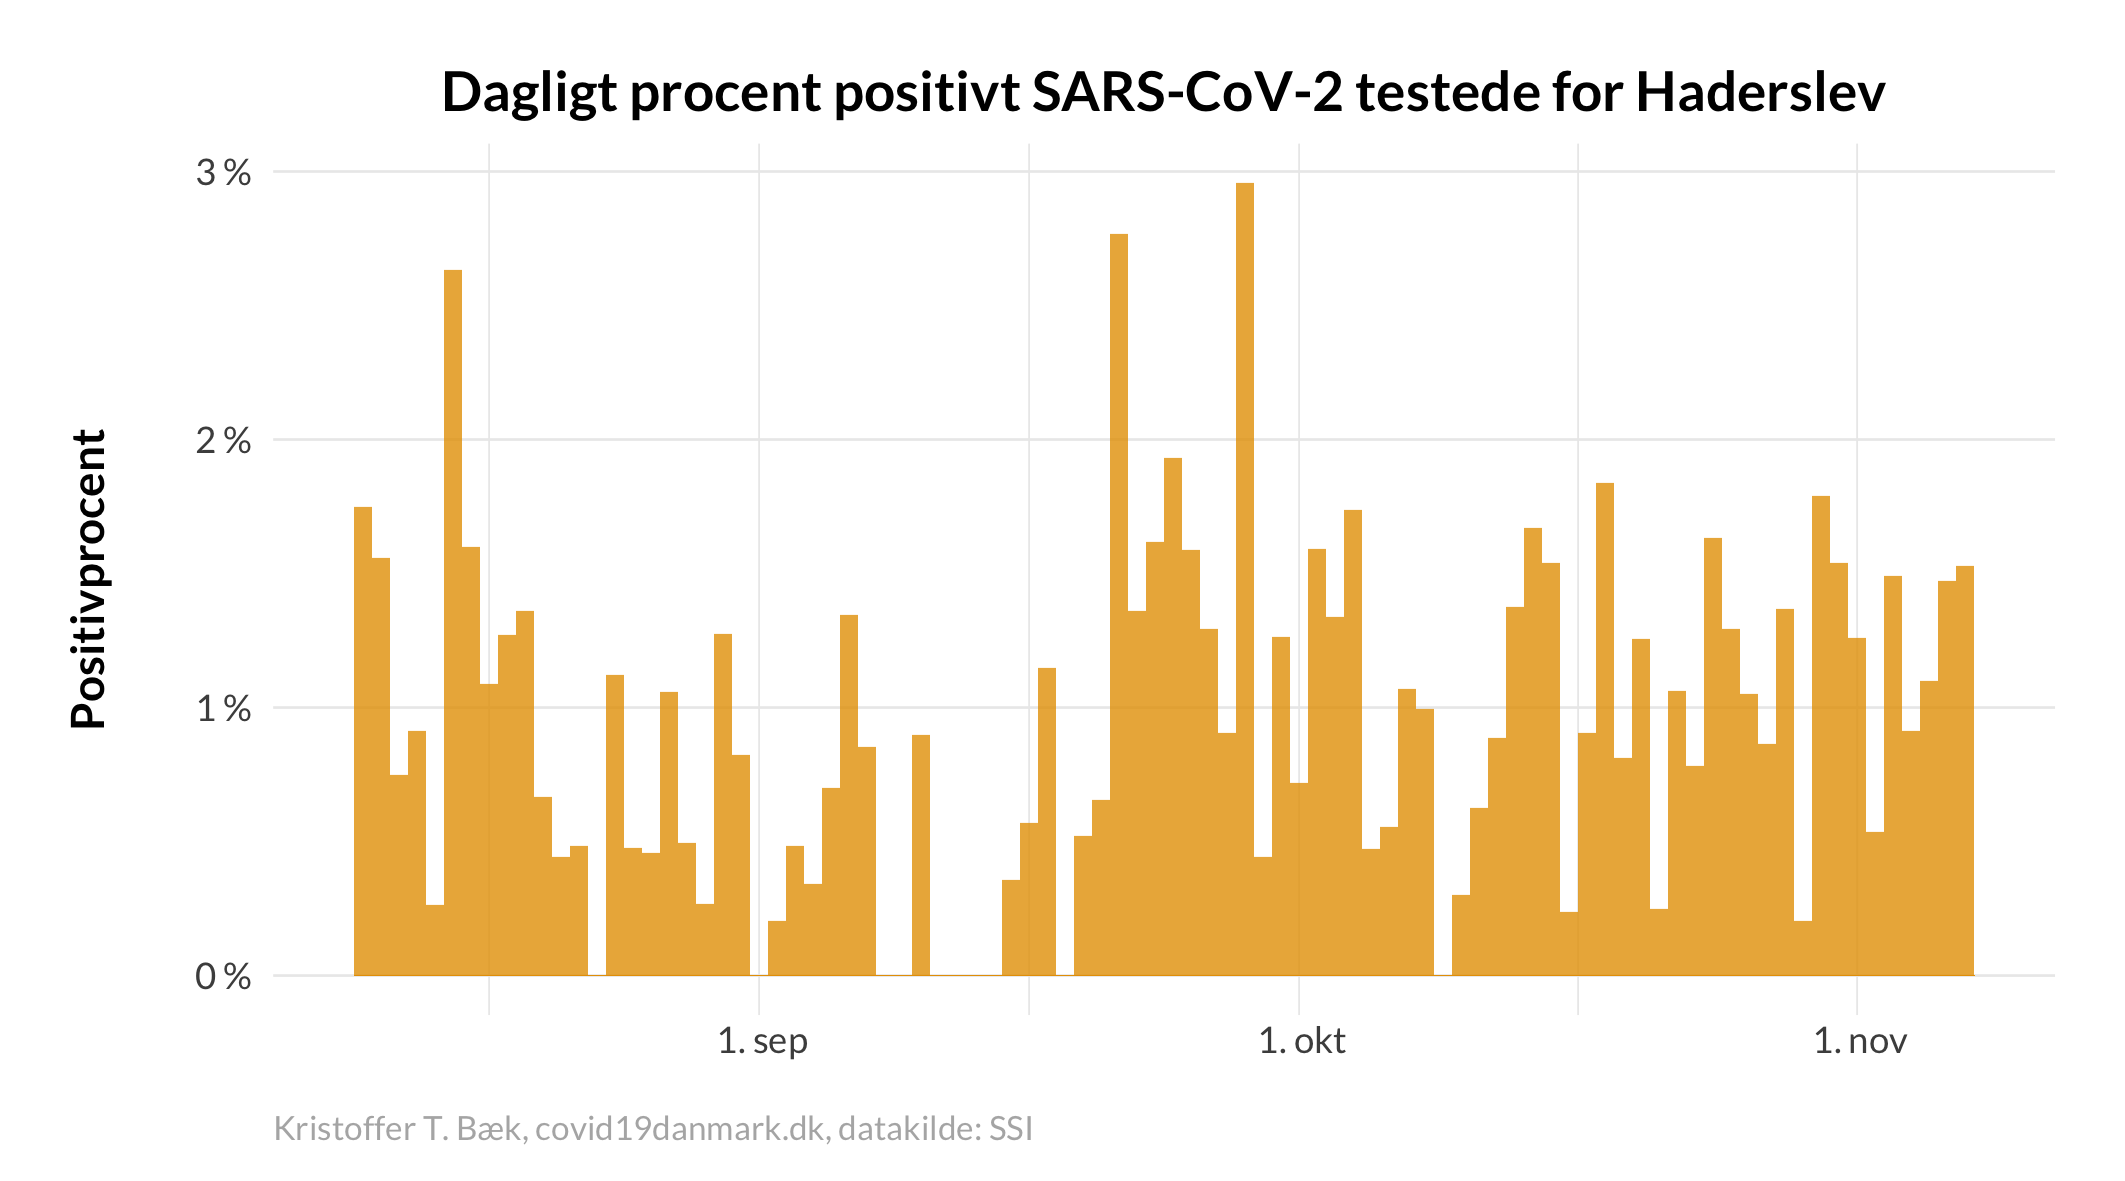 Dagligt procent positivt SARS-CoV-2 testede for Haderslev
Positivprocent
3 %
2 %
1 %
0 %
1. sep
1. okt
1. nov
Kristoffer T. Bæk, covid19danmark.dk, datakilde: SSI